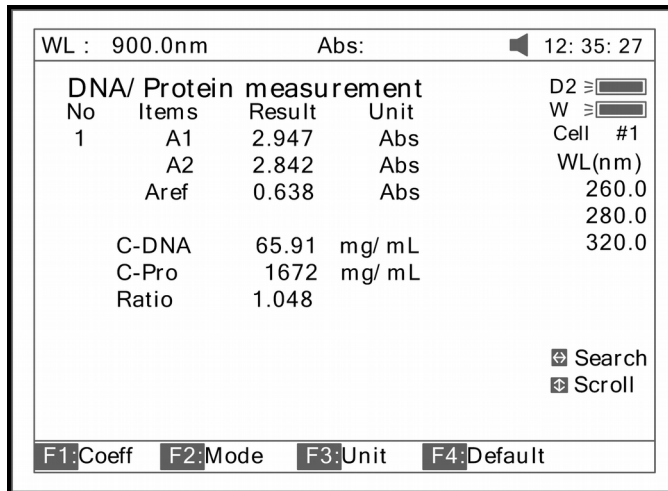 WL : 900.0nm Abs: 12: 35: 27
DNA/ Protein measurement
D2
No Items Result Unit
W
1 A1 2.947 Abs
Cell #1
A2 2.842 Abs
WL(nm)
Aref 0.638 Abs
260.0
280.0
C-DNA 65.91 mg/ mL
320.0
C-Pro 1672 mg/ mL
Ratio 1.048
Search
Scroll
F1:Coeff F2:Mode F3:Unit F4:Default